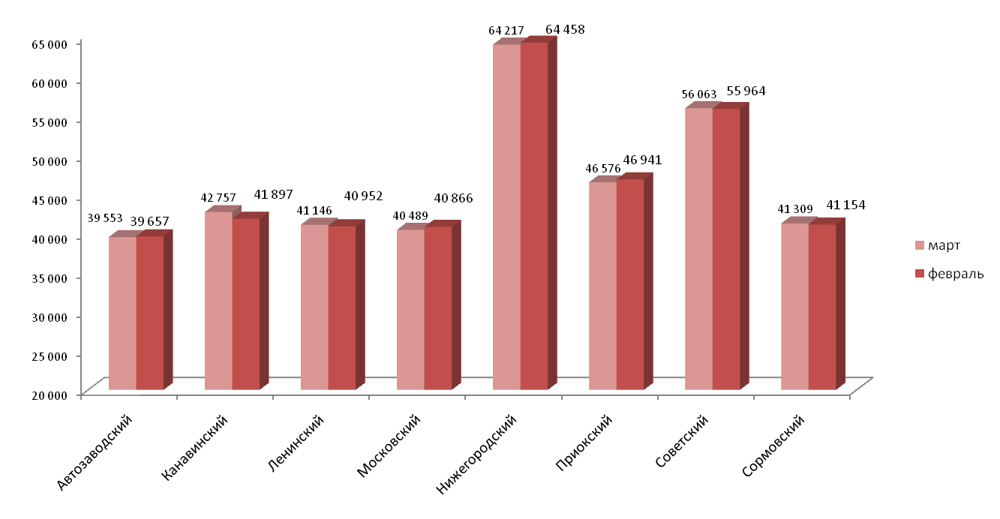 64 217
64 458
65 000
60 000
56 063
55 964
55 000
50 000
46 576
46 941
45 000
42 757
41 897
41 146
40 952
40 489
40 866
41 309
41 154
39 553
39 657
40 000
35 000
30 000
25 000
20 000
март
февраль
Автозаводский
Канавинский
Ленинский
Московский
Нижегородский
Приокский
Советский
Сормовский